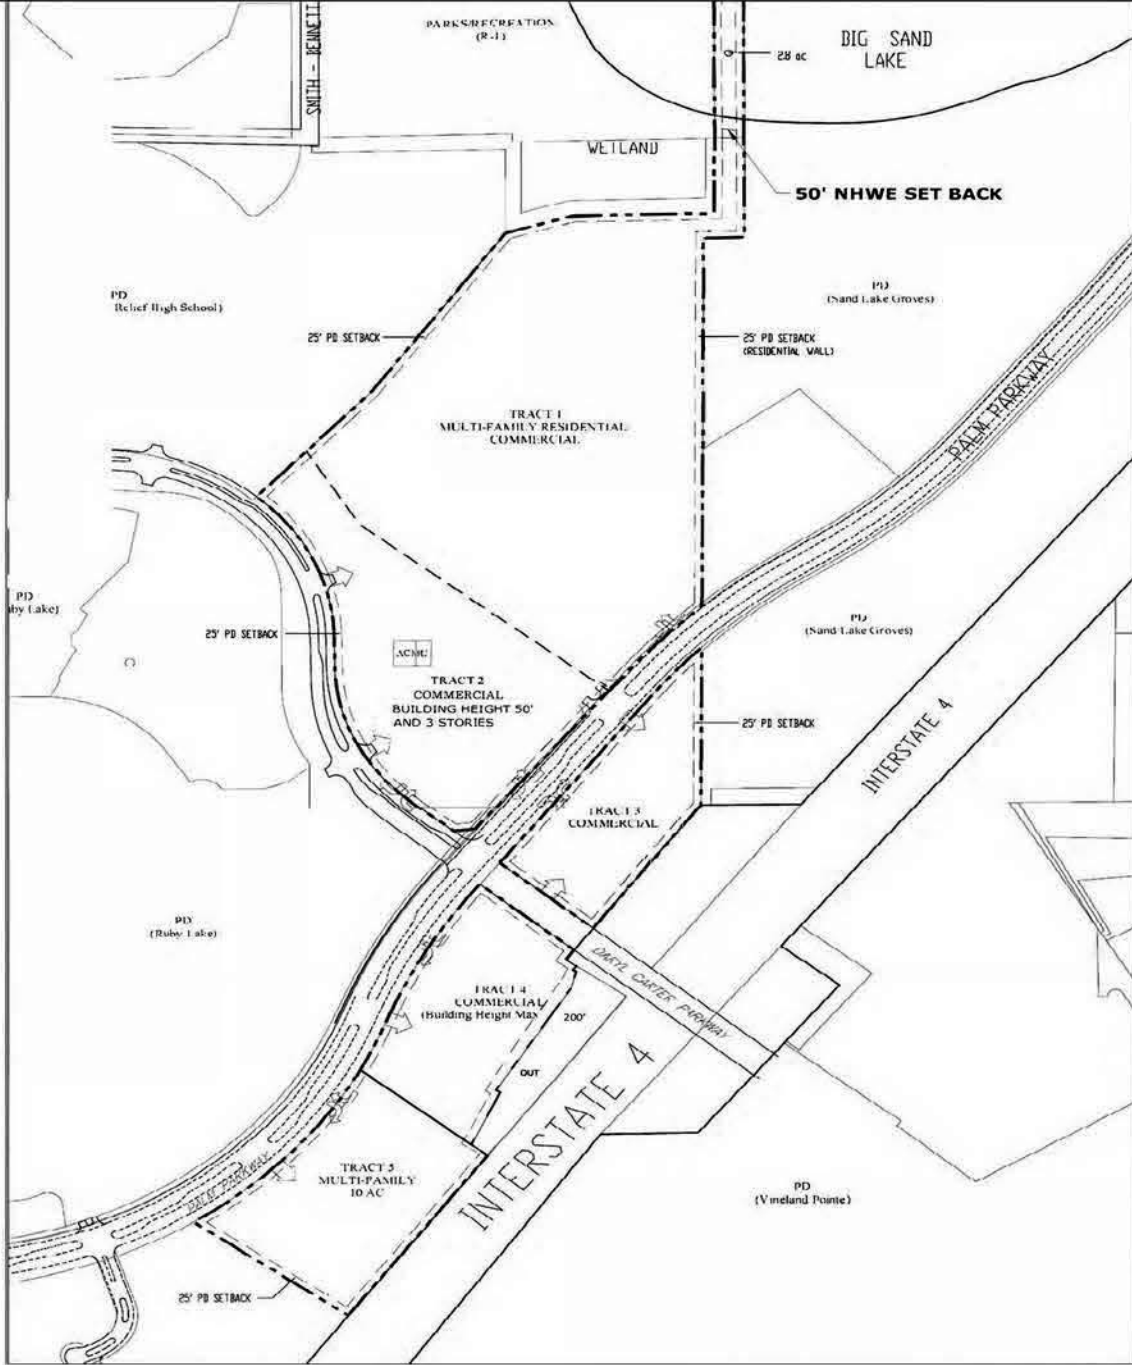 PARKS/RECREATION
(R-1)
SMITH - BENNETT
BIG SAND
LAKE
28 ac
WETLAND
50' NHWE SET BACK
PD
Relief High School)
PD
(Sand Lake Groves)
25' PD SETBACK
25' PD SETBACK
(RESIDENTIAL WALL)
PALM PARKWAY
TRACT 1
MULTI-FAMILY RESIDENTIAL
COMMERCIAL
PD
by Lake)
25' PD SETBACK
PD
(Sand Lake Groves)
ACMU
TRACT 2
COMMERCIAL
BUILDING HEIGHT 50'
AND 3 STORIES
25' PD SETBACK
INTERSTATE 4
TRACT 3
COMMERCIAL
PD
(Ruby Lake)
DARYL CARTER PARKWAY
TRACT 4
COMMERCIAL
(Building Height Max 200'
OUT
INTERSTATE 4
TRACT 5
MULTI-FAMILY
10 AC
PALM PARKWAY
PD
(Vineland Pointe)
25' PD SETBACK